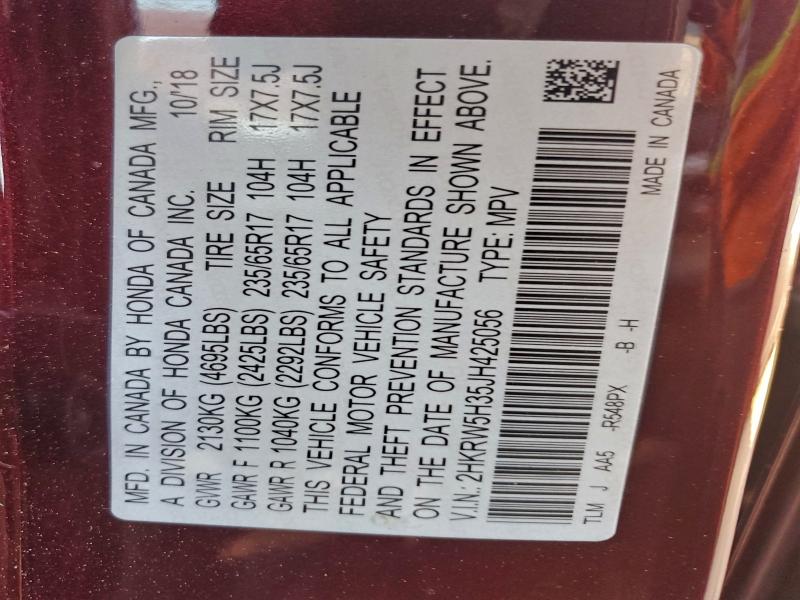 MFD. IN CANADA BY HONDA OF CANADA MFG.,
A DIVISION OF HONDA CANADA INC. 10/'18
GVWR 2130KG (4695LBS) TIRE SIZE RIM SIZE
GAWR F 1100KG (2425LBS) 235/65R17 104H 17X7.5J
GAWR R 1040KG (2292LBS) 235/65R17 104H 17X7.5J
THIS VEHICLE CONFORMS TO ALL APPLICABLE
FEDERAL MOTOR VEHICLE SAFETY
AND THEFT PREVENTION STANDARDS IN EFFECT
ON THE DATE OF MANUFACTURE SHOWN ABOVE.
V.I.N.: 2HKRW5H35JH425056 TYPE: MPV
TLM J AA5 -R548PX -B -H
MADE IN CANADA